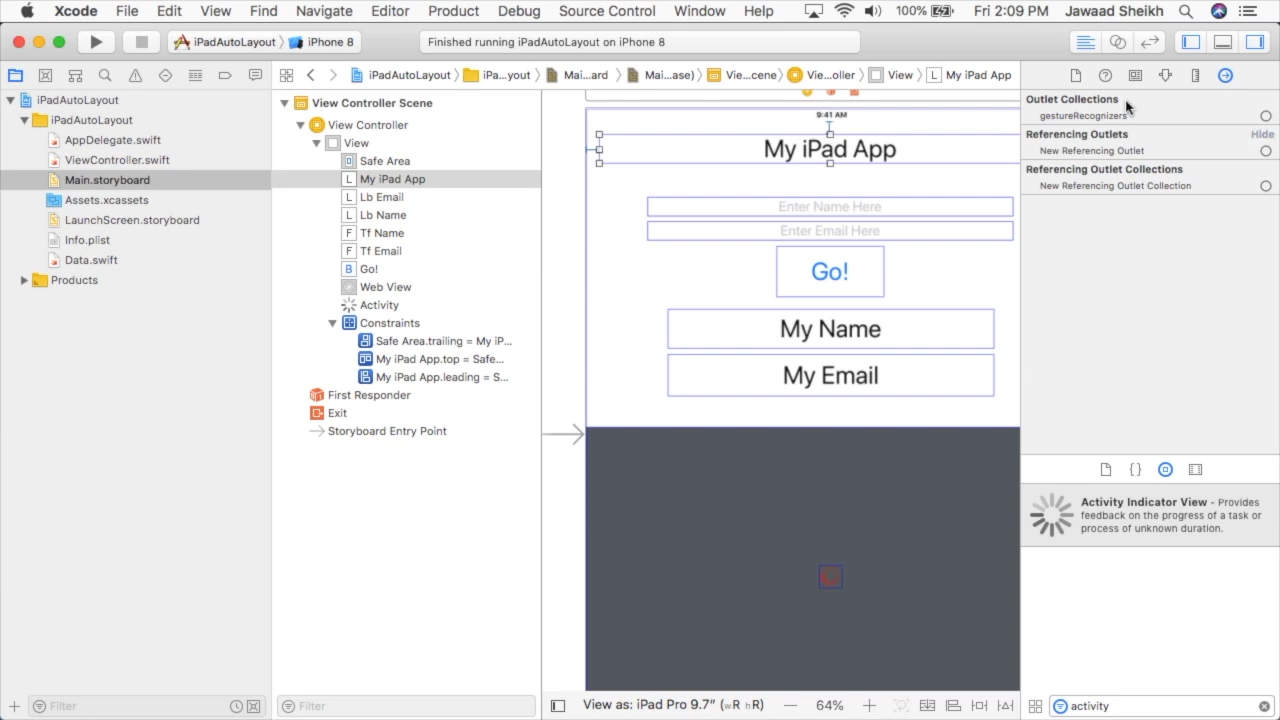 Xcode File Edit View Find Navigate Editor Product Debug Source Control Window Help 100% Fri 2:09 PM Jawaad Sheikh
iPadAutoLayout iPhone 8 Finished running iPadAutoLayout on iPhone 8
iPadAutoLayout iPa...yout Mai...ard Mai...ase) Vie...cene) Vie...oller View L My iPad App
iPadAutoLayout
iPadAutoLayout
AppDelegate.swift
ViewController.swift
Main.storyboard
Assets.xcassets
LaunchScreen.storyboard
Info.plist
Data.swift
Products
View Controller Scene
View Controller
View
Safe Area
L My iPad App
L Lb Email
L Lb Name
F Tf Name
F Tf Email
B Go!
Web View
Activity
Constraints
Safe Area.trailing = My iP...
My iPad App.top = Safe...
My iPad App.leading = S...
First Responder
Exit
Storyboard Entry Point
9:41 AM
My iPad App
Enter Name Here
Enter Email Here
Go!
My Name
My Email
Outlet Collections
gestureRecognizers
Referencing Outlets Hide
New Referencing Outlet
Referencing Outlet Collections
New Referencing Outlet Collection
{}
Activity Indicator View - Provides
feedback on the progress of a task or
process of unknown duration.
Filter
Filter
View as: iPad Pro 9.7” (wR hR) — 64% +
activity